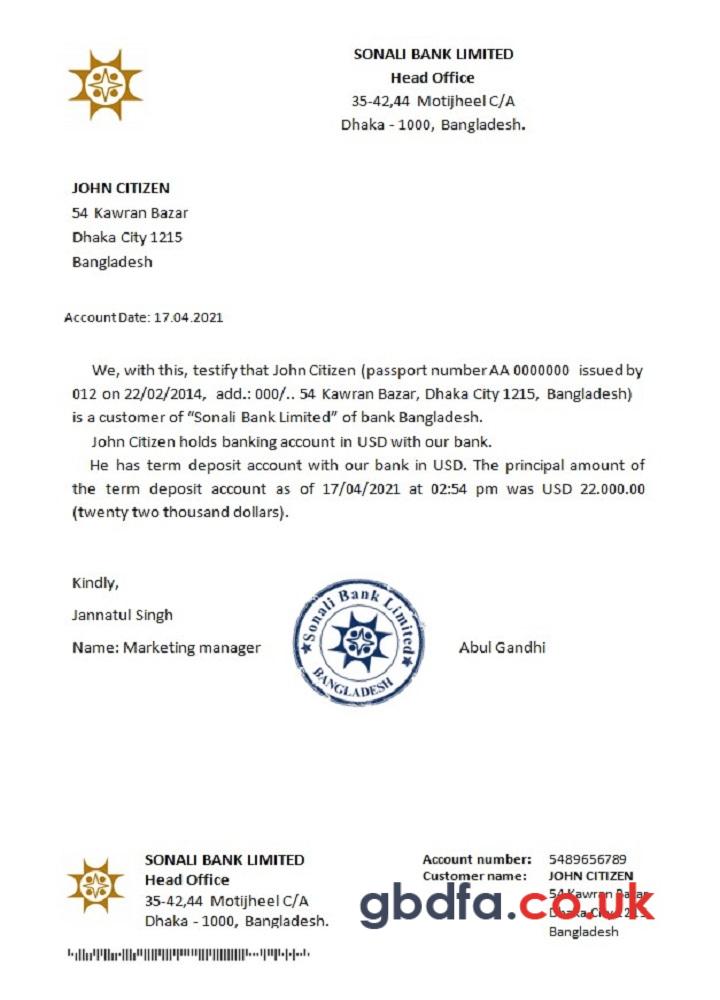 SONALI BANK LIMITED
Head Office
35-42,44 Motijheel C/A
Dhaka - 1000, Bangladesh.
JOHN CITIZEN
54 Kawran Bazar
Dhaka City 1215
Bangladesh
Account Date: 17.04.2021
We, with this, testify that John Citizen (passport number AA 0000000 issued by
012 on 22/02/2014, add.: 000/.. 54 Kawran Bazar, Dhaka City 1215, Bangladesh)
is a customer of “Sonali Bank Limited” of bank Bangladesh.
John Citizen holds banking account in USD with our bank.
He has term deposit account with our bank in USD. The principal amount of
the term deposit account as of 17/04/2021 at 02:54 pm was USD 22.000.00
(twenty two thousand dollars).
Kindly,
Jannatul Singh
Name: Marketing manager
Sonali Bank Limited
BANGLADESH
Abul Gandhi
SONALI BANK LIMITED
Head Office
35-42,44 Motijheel C/A
Dhaka - 1000, Bangladesh.
Account number: 5489656789
Customer name: JOHN CITIZEN
54 Kawran Bazar
Dhaka City 121
Bangladesh
gbdfa.co.uk